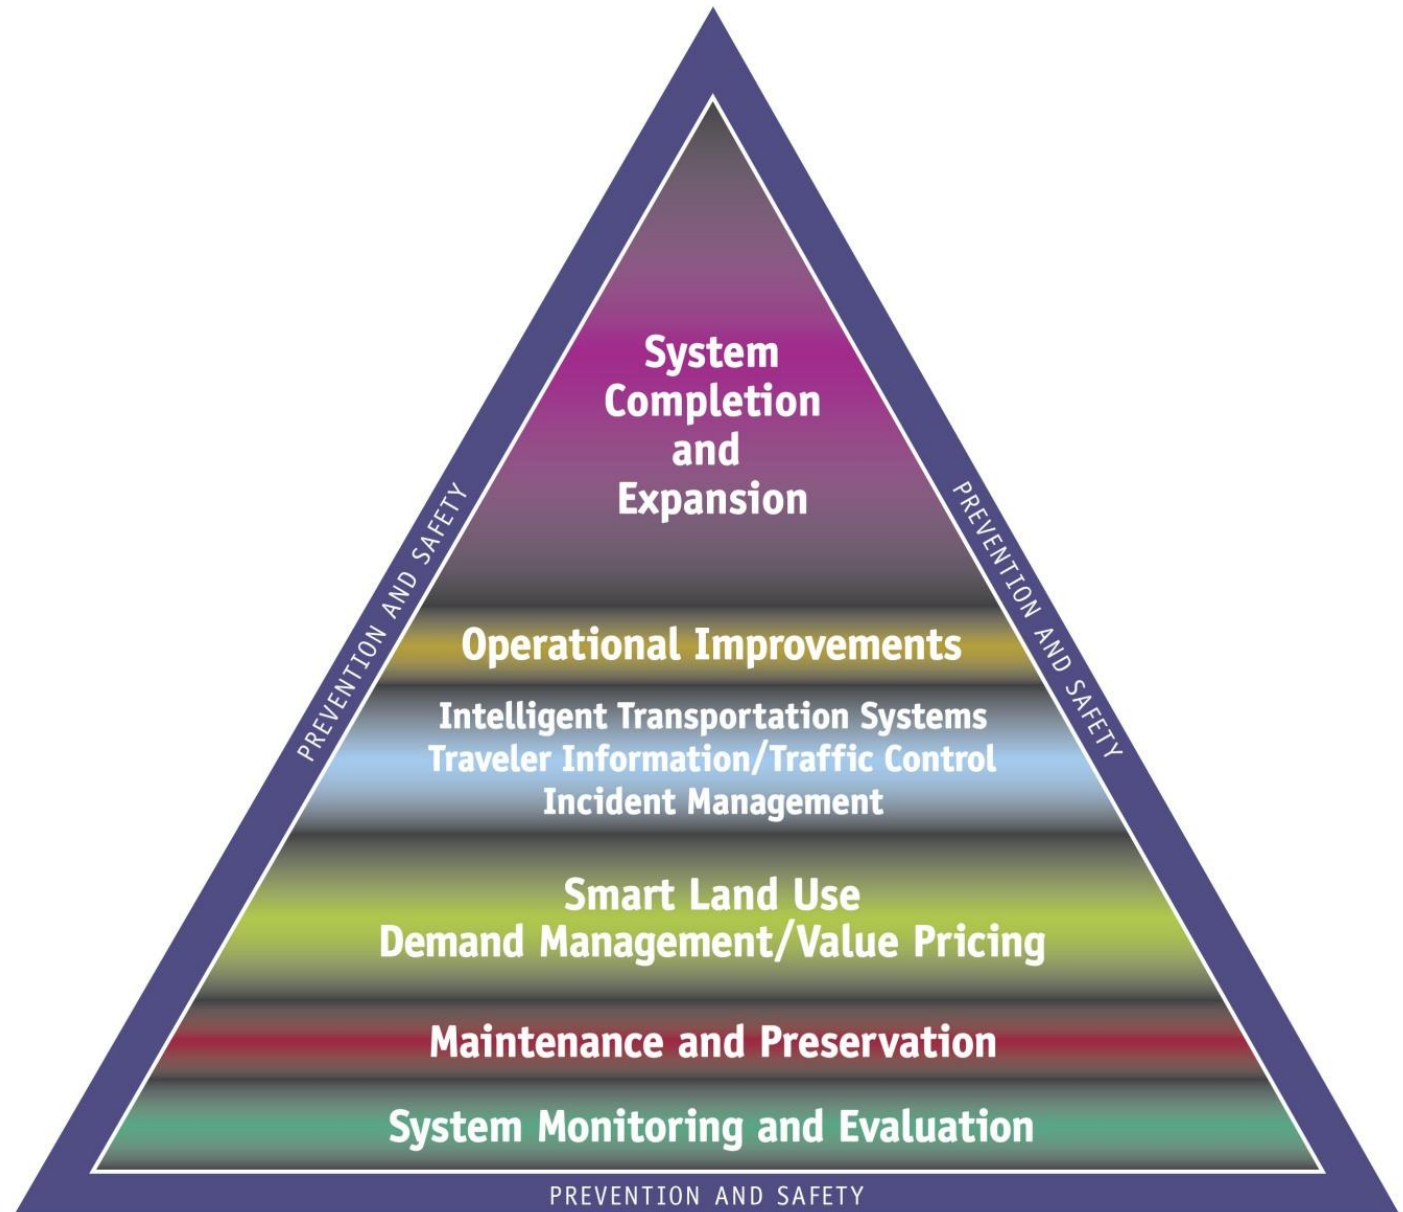 System
Completion
and
Expansion
PREVENTION AND SAFETY
PREVENTION AND SAFETY
Operational Improvements
Intelligent Transportation Systems
Traveler Information/Traffic Control
Incident Management
Smart Land Use
Demand Management/Value Pricing
Maintenance and Preservation
System Monitoring and Evaluation
PREVENTION AND SAFETY